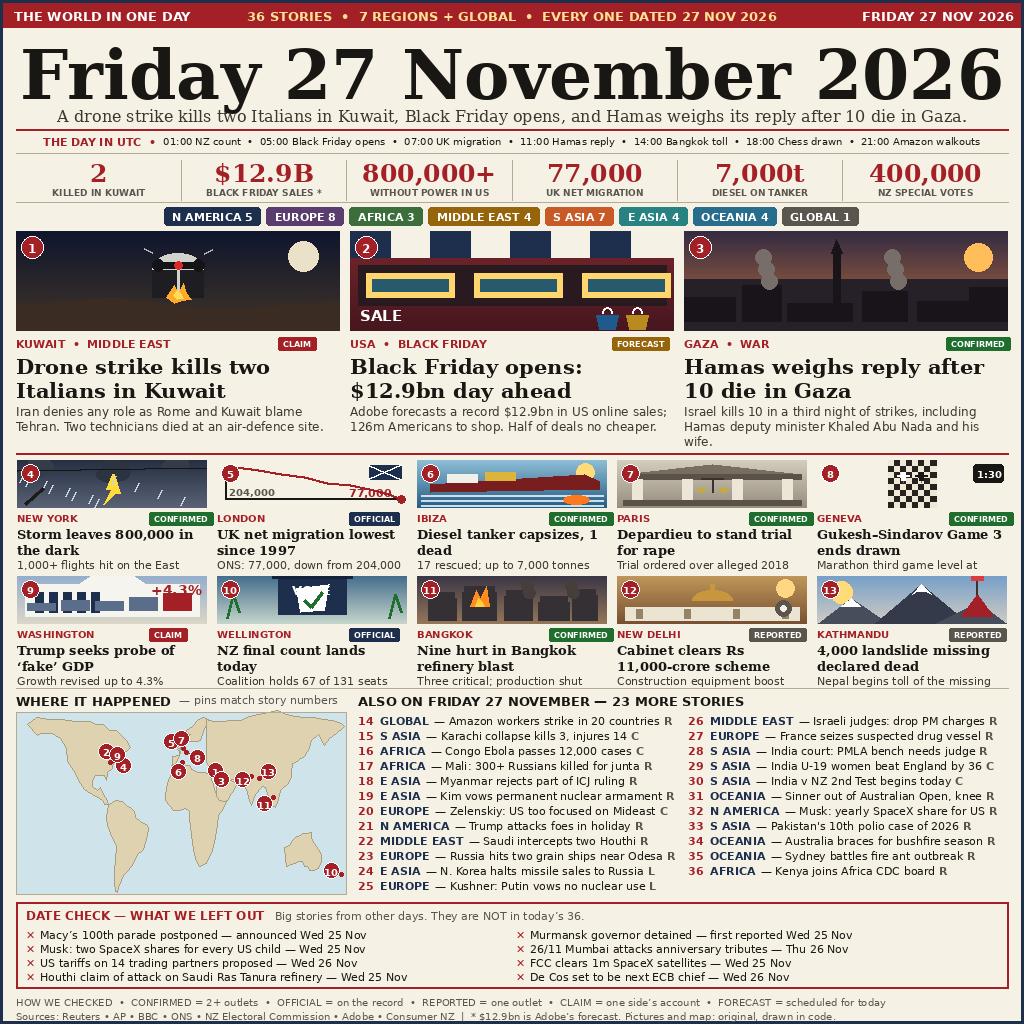 THE WORLD IN ONE DAY
36 STORIES • 7 REGIONS + GLOBAL • EVERY ONE DATED 27 NOV 2026
FRIDAY 27 NOV 2026
Friday 27 November 2026
A drone strike kills two Italians in Kuwait, Black Friday opens, and Hamas weighs its reply after 10 die in Gaza.
THE DAY IN UTC • 01:00 NZ count • 05:00 Black Friday opens • 07:00 UK migration • 11:00 Hamas reply • 14:00 Bangkok toll • 18:00 Chess drawn • 21:00 Amazon walkouts
2
KILLED IN KUWAIT
$12.9B
BLACK FRIDAY SALES *
800,000+
WITHOUT POWER IN US
77,000
UK NET MIGRATION
7,000t
DIESEL ON TANKER
400,000
NZ SPECIAL VOTES
N AMERICA 5
EUROPE 8
AFRICA 3
MIDDLE EAST 4
S ASIA 7
E ASIA 4
OCEANIA 4
GLOBAL 1
1
KUWAIT • MIDDLE EAST
CLAIM
Drone strike kills two
Italians in Kuwait
Iran denies any role as Rome and Kuwait blame
Tehran. Two technicians died at an air-defence site.
2
SALE
USA • BLACK FRIDAY
FORECAST
Black Friday opens:
$12.9bn day ahead
Adobe forecasts a record $12.9bn in US online sales;
126m Americans to shop. Half of deals no cheaper.
3
GAZA • WAR
CONFIRMED
Hamas weighs reply after
10 die in Gaza
Israel kills 10 in a third night of strikes, including
Hamas deputy minister Khaled Abu Nada and his
wife.
4
NEW YORK
CONFIRMED
Storm leaves 800,000 in
the dark
1,000+ flights hit on the East
5
204,000
77,000
LONDON
OFFICIAL
UK net migration lowest
since 1997
ONS: 77,000, down from 204,000
6
IBIZA
CONFIRMED
Diesel tanker capsizes, 1
dead
17 rescued; up to 7,000 tonnes
7
PARIS
CONFIRMED
Depardieu to stand trial
for rape
Trial ordered over alleged 2018
8
1:30
GENEVA
CONFIRMED
Gukesh–Sindarov Game 3
ends drawn
Marathon third game level at
9
+4.3%
WASHINGTON
CLAIM
Trump seeks probe of
‘fake’ GDP
Growth revised up to 4.3%
10
VOTE
WELLINGTON
OFFICIAL
NZ final count lands
today
Coalition holds 67 of 131 seats
11
BANGKOK
CONFIRMED
Nine hurt in Bangkok
refinery blast
Three critical; production shut
12
NEW DELHI
REPORTED
Cabinet clears Rs
11,000-crore scheme
Construction equipment boost
13
KATHMANDU
REPORTED
4,000 landslide missing
declared dead
Nepal begins toll of the missing
WHERE IT HAPPENED — pins match story numbers
2
9
4
5
7
8
6
3
12
13
11
10
ALSO ON FRIDAY 27 NOVEMBER — 23 MORE STORIES
14 GLOBAL — Amazon workers strike in 20 countries R
15 S ASIA — Karachi collapse kills 3, injures 14 C
16 AFRICA — Congo Ebola passes 12,000 cases C
17 AFRICA — Mali: 300+ Russians killed for junta R
18 E ASIA — Myanmar rejects part of ICJ ruling R
19 E ASIA — Kim vows permanent nuclear armament R
20 EUROPE — Zelenskiy: US too focused on Mideast C
21 N AMERICA — Trump attacks foes in holiday R
22 MIDDLE EAST — Saudi intercepts two Houthi R
23 EUROPE — Russia hits two grain ships near Odesa R
24 E ASIA — N. Korea halts missile sales to Russia L
25 EUROPE — Kushner: Putin vows no nuclear use L
26 MIDDLE EAST — Israeli judges: drop PM charges R
27 EUROPE — France seizes suspected drug vessel R
28 S ASIA — India court: PMLA bench needs judge R
29 S ASIA — India U-19 women beat England by 36 C
30 S ASIA — India v NZ 2nd Test begins today C
31 OCEANIA — Sinner out of Australian Open, knee R
32 N AMERICA — Musk: yearly SpaceX share for US R
33 S ASIA — Pakistan's 10th polio case of 2026 R
34 OCEANIA — Australia braces for bushfire season R
35 OCEANIA — Sydney battles fire ant outbreak R
36 AFRICA — Kenya joins Africa CDC board R
DATE CHECK — WHAT WE LEFT OUT Big stories from other days. They are NOT in today’s 36.
✕ Macy’s 100th parade postponed — announced Wed 25 Nov
✕ Musk: two SpaceX shares for every US child — Wed 25 Nov
✕ US tariffs on 14 trading partners proposed — Wed 26 Nov
✕ Houthi claim of attack on Saudi Ras Tanura refinery — Wed 25 Nov
✕ Murmansk governor detained — first reported Wed 25 Nov
✕ 26/11 Mumbai attacks anniversary tributes — Thu 26 Nov
✕ FCC clears 1m SpaceX satellites — Wed 25 Nov
✕ De Cos set to be next ECB chief — Wed 26 Nov
HOW WE CHECKED • CONFIRMED = 2+ outlets • OFFICIAL = on the record • REPORTED = one outlet • CLAIM = one side’s account • FORECAST = scheduled for today
Sources: Reuters • AP • BBC • ONS • NZ Electoral Commission • Adobe • Consumer NZ | * $12.9bn is Adobe’s forecast. Pictures and map: original, drawn in code.